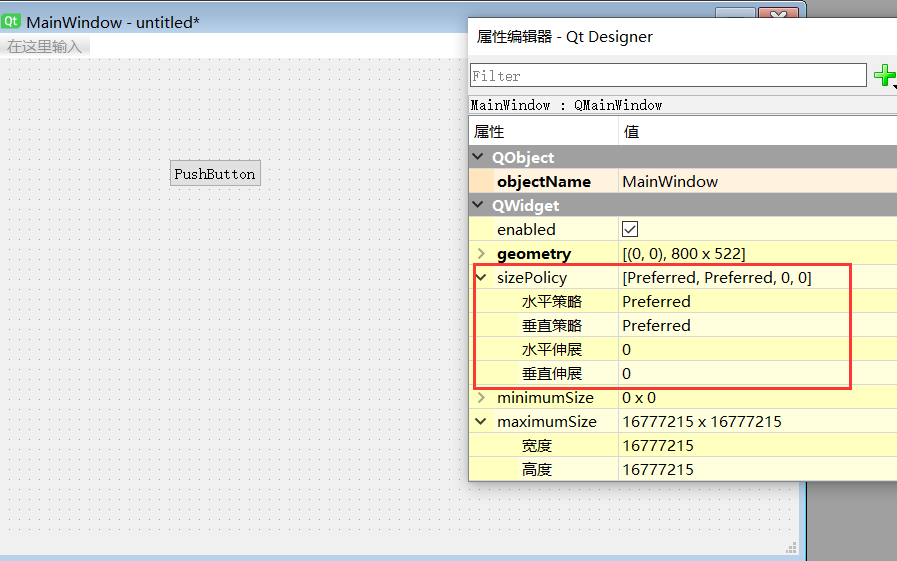 Qt MainWindow - untitled*
在这里输入
PushButton
属性编辑器 - Qt Designer
Filter
MainWindow : QMainWindow
属性 值
QObject
objectName MainWindow
QWidget
enabled
geometry [(0, 0), 800 x 522]
sizePolicy [Preferred, Preferred, 0, 0]
水平策略 Preferred
垂直策略 Preferred
水平伸展 0
垂直伸展 0
minimumSize 0 x 0
maximumSize 16777215 x 16777215
宽度 16777215
高度 16777215